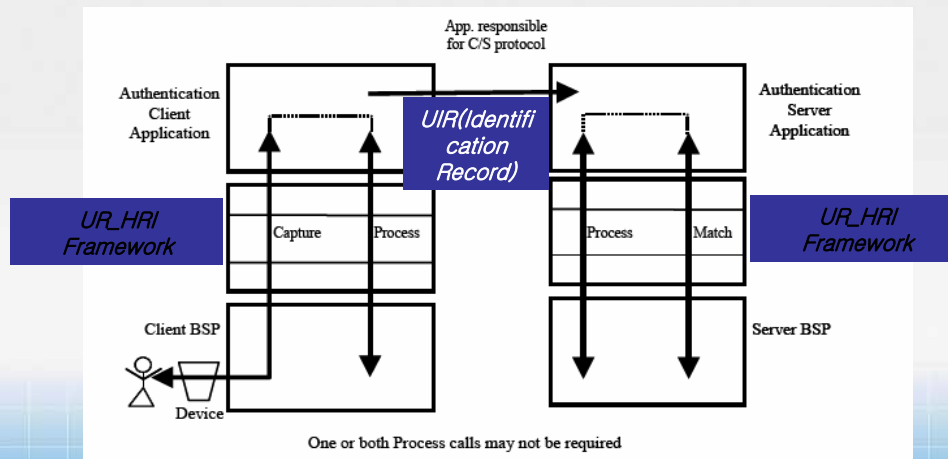 App. responsible
for C/S protocol
Authentication
Client
Application
UIR(Identifi
cation
Record)
Authentication
Server
Application
UR_HRI
Framework
Capture
Process
Process
Match
UR_HRI
Framework
Client BSP
Server BSP
Device
One or both Process calls may not be required